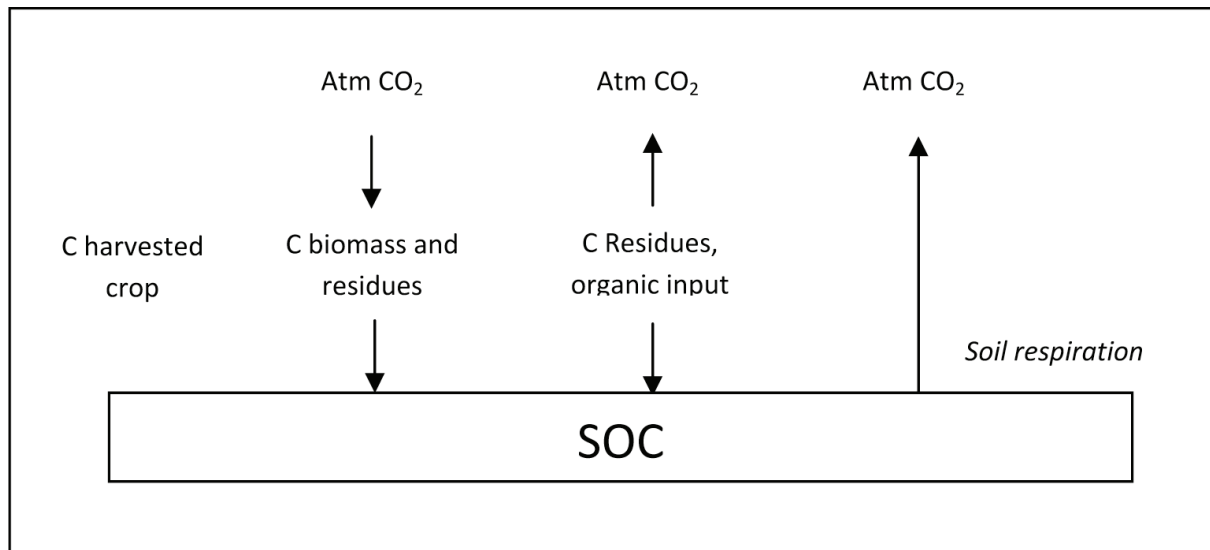 Atm CO₂
Atm CO₂
Atm CO₂
C harvested
crop
C biomass and
residues
C Residues,
organic input
Soil respiration
SOC